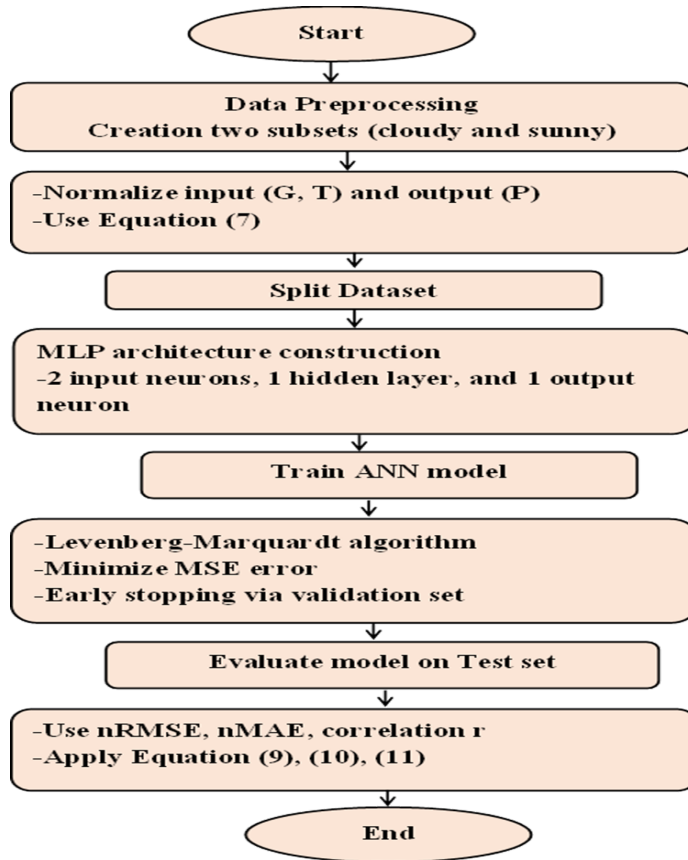 Start
Data Preprocessing
Creation two subsets (cloudy and sunny)
-Normalize input (G, T) and output (P)
-Use Equation (7)
Split Dataset
MLP architecture construction
-2 input neurons, 1 hidden layer, and 1 output
neuron
Train ANN model
-Levenberg-Marquardt algorithm
-Minimize MSE error
-Early stopping via validation set
Evaluate model on Test set
-Use nRMSE, nMAE, correlation r
-Apply Equation (9), (10), (11)
End